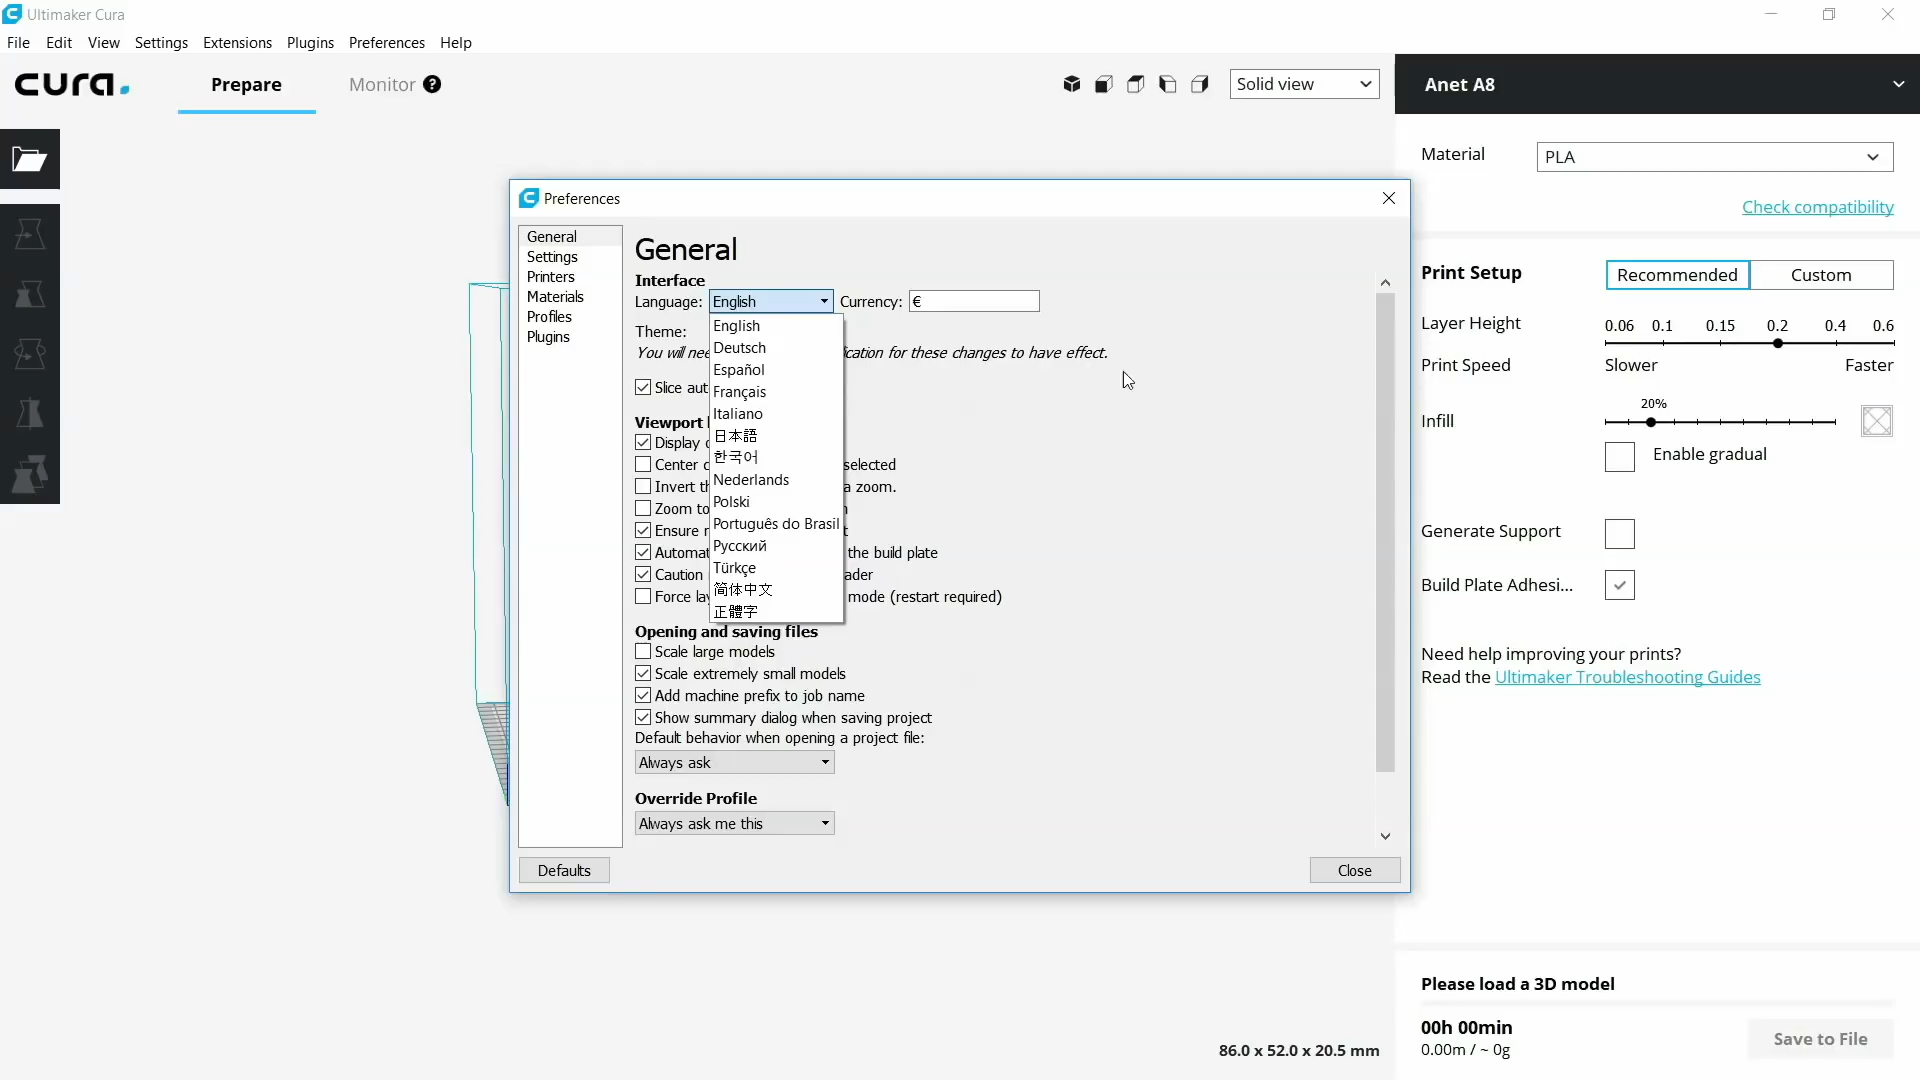 Ultimaker Cura
File Edit View Settings Extensions Plugins Preferences Help
cura.
Prepare
Monitor ?
Solid view
Anet A8
Material
PLA
Check compatibility
Print Setup
Recommended
Custom
Layer Height
0.06 0.1 0.15 0.2 0.4 0.6
Print Speed
Slower
Faster
Infill
20%
Enable gradual
Generate Support
Build Plate Adhesi...
Need help improving your prints?
Read the Ultimaker Troubleshooting Guides
Please load a 3D model
00h 00min
0.00m / ~ 0g
Save to File
86.0 x 52.0 x 20.5 mm
Preferences
General
Settings
Printers
Materials
Profiles
Plugins
General
Interface
Language: English Currency: €
Theme:
English
Deutsch
Español
Français
Italiano
日本語
한국어
Nederlands
Polski
Português do Brasil
Русский
Türkçe
简体中文
正體字
You will nee
ication for these changes to have effect.
Slice aut
Viewport
Display
Center
selected
Invert th
a zoom.
Zoom to
Ensure
Automat
the build plate
Caution
ader
Force lay
mode (restart required)
Opening and saving files
Scale large models
Scale extremely small models
Add machine prefix to job name
Show summary dialog when saving project
Default behavior when opening a project file:
Always ask
Override Profile
Always ask me this
Defaults
Close